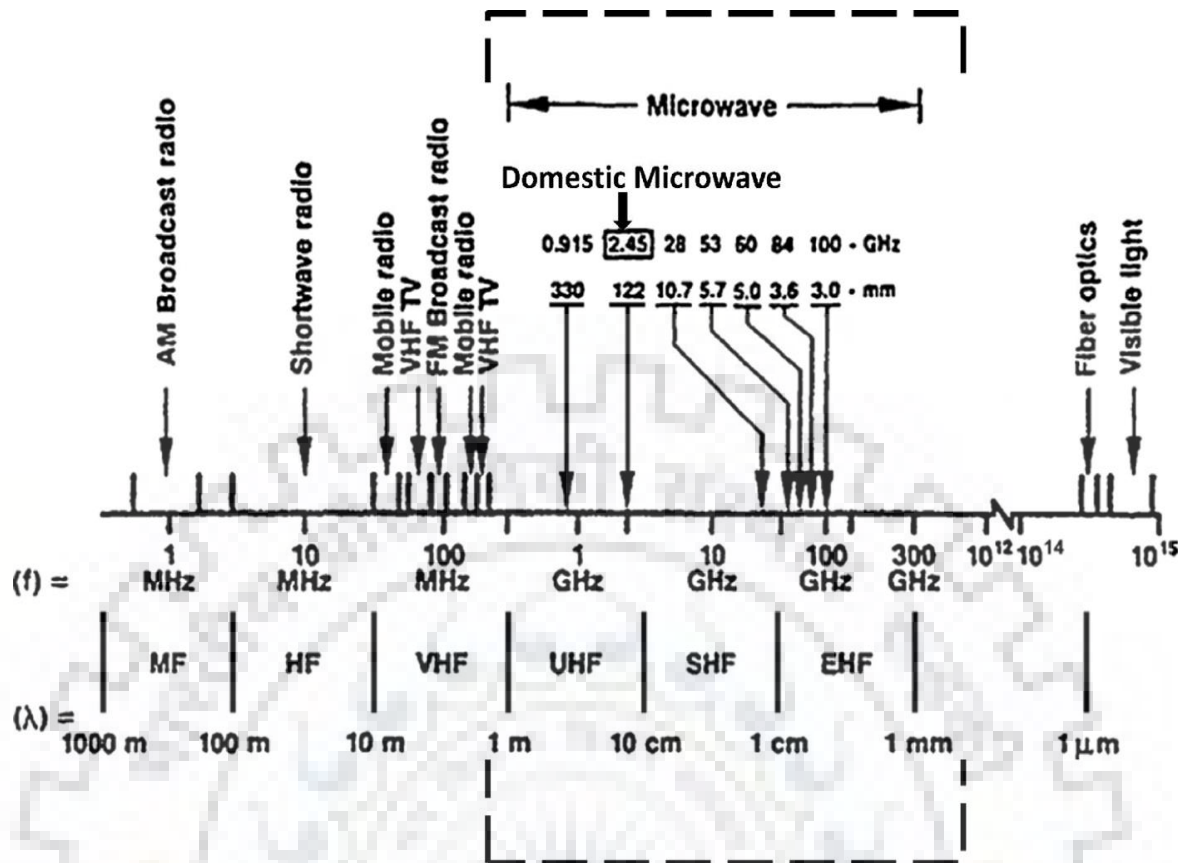 Microwave
Domestic Microwave
AM Broadcast radio
Shortwave radio
Mobile radio
VHF TV
FM Broadcast radio
Mobile radio
VHF TV
0.915 2.45 28 53 60 84 100 - GHz
330 122 10.7 5.7 5.0 3.6 3.0 - mm
Fiber optics
Visible light
1 10 100 1 10 100 300 10¹² 10¹⁴ 10¹⁵
(f) = MHz MHz MHz GHz GHz GHz GHz
MF HF VHF UHF SHF EHF
(λ) =
1000 m 100 m 10 m 1 m 10 cm 1 cm 1 mm 1 μm